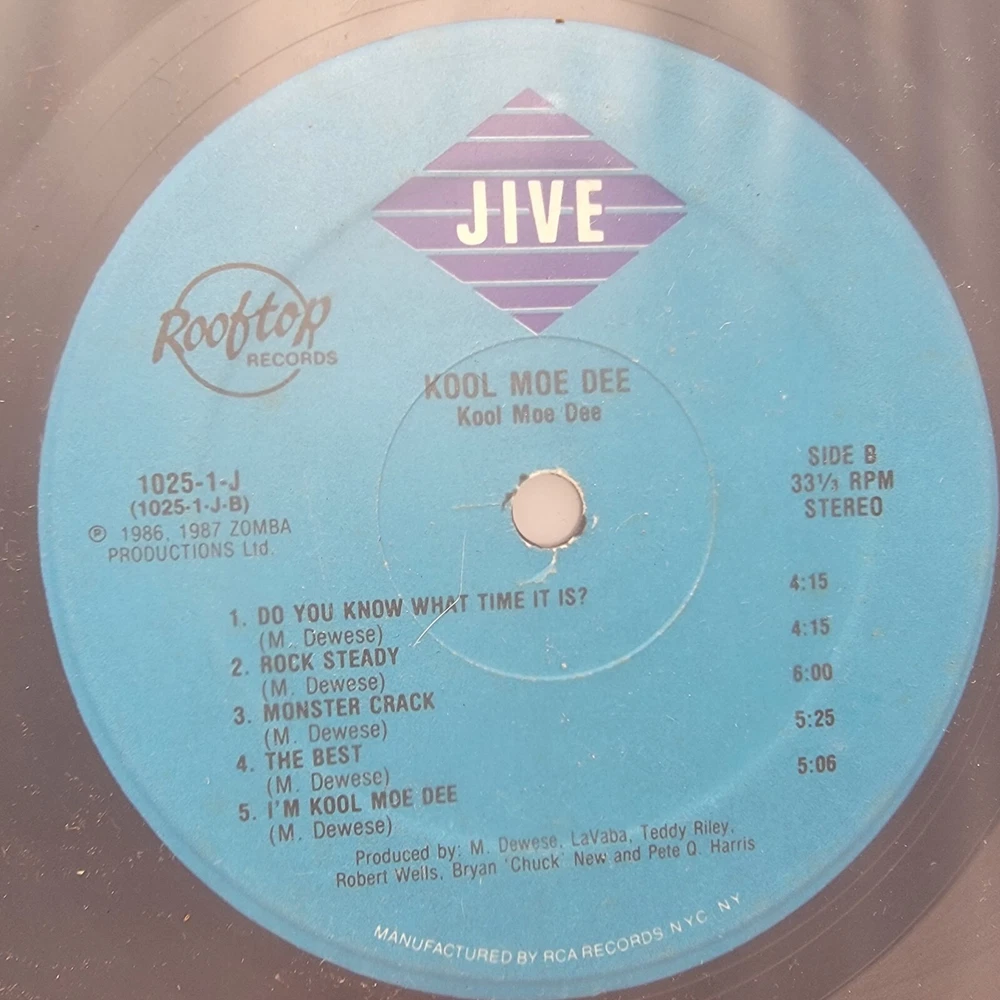 JIVE
Rooftop
RECORDS
KOOL MOE DEE
Kool Moe Dee
1025-1-J
(1025-1-J-B)
℗ 1986, 1987 ZOMBA
PRODUCTIONS Ltd.
SIDE B
33⅓ RPM
STEREO
1. DO YOU KNOW WHAT TIME IT IS? 4:15
(M. Dewese)
2. ROCK STEADY 4:15
(M. Dewese)
3. MONSTER CRACK 6:00
(M. Dewese)
4. THE BEST 5:25
(M. Dewese)
5. I'M KOOL MOE DEE 5:06
(M. Dewese)
Produced by: M. Dewese, LaVaba, Teddy Riley,
Robert Wells, Bryan 'Chuck' New and Pete Q. Harris
MANUFACTURED BY RCA RECORDS NYC, NY